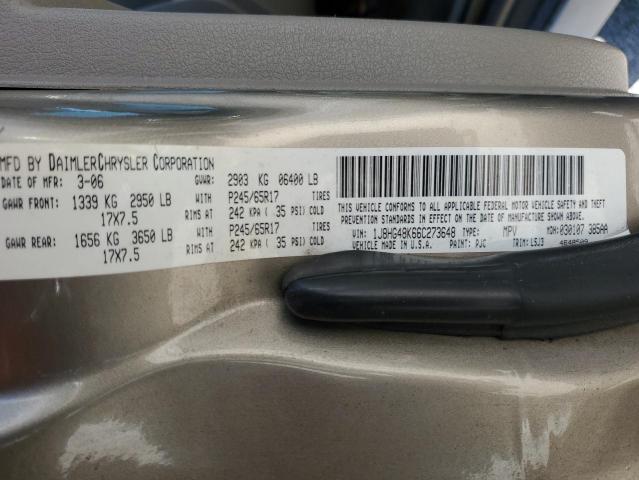 MFD BY DAIMLERCHRYSLER CORPORATION
DATE OF MFR: 3-06 GVWR: 2903 KG 06400 LB
GAWR FRONT: 1339 KG 2950 LB WITH P245/65R17 TIRES
17X7.5 RIMS AT 242 KPA ( 35 PSI) COLD
GAWR REAR: 1656 KG 3650 LB WITH P245/65R17 TIRES
17X7.5 RIMS AT 242 KPA ( 35 PSI) COLD
THIS VEHICLE CONFORMS TO ALL APPLICABLE FEDERAL MOTOR VEHICLE SAFETY AND THEFT
PREVENTION STANDARDS IN EFFECT ON THE DATE OF MANUFACTURE SHOWN ABOVE.
VIN: 1J8HG48K66C273648 TYPE: MPV MDH: 030107 385AA
MADE IN U.S.A. PAINT: PJC TRIM: L5J3